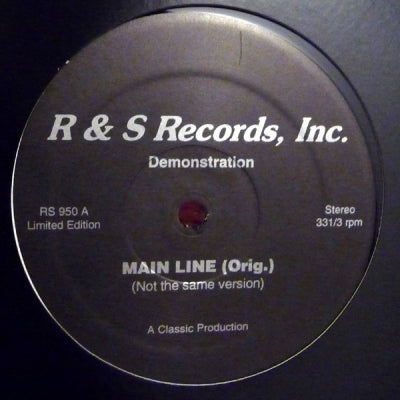 R & S Records, Inc.
Demonstration
RS 950 A
Limited Edition
Stereo
331/3 rpm
MAIN LINE (Orig.)
(Not the same version)
A Classic Production